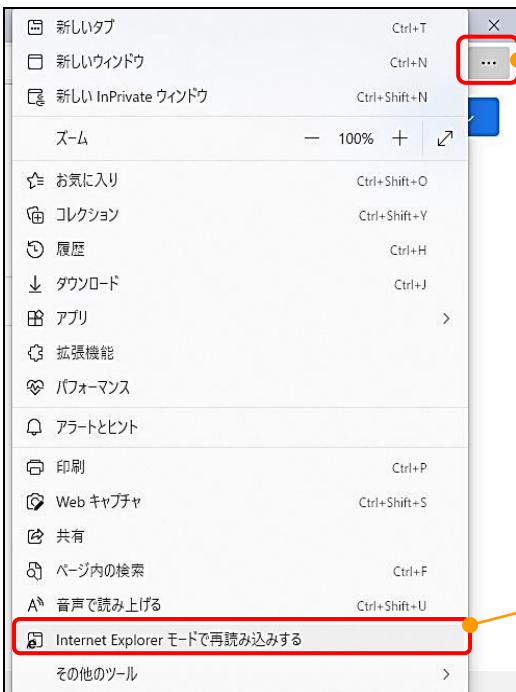 新しいタブ Ctrl+T
新しいウィンドウ Ctrl+N
新しい InPrivate ウィンドウ Ctrl+Shift+N
ズーム — 100% +
お気に入り Ctrl+Shift+O
コレクション Ctrl+Shift+Y
履歴 Ctrl+H
ダウンロード Ctrl+J
アプリ
拡張機能
パフォーマンス
アラートとヒント
印刷 Ctrl+P
Web キャプチャ Ctrl+Shift+S
共有
ページ内の検索 Ctrl+F
音声で読み上げる Ctrl+Shift+U
Internet Explorer モードで再読み込みする
その他のツール